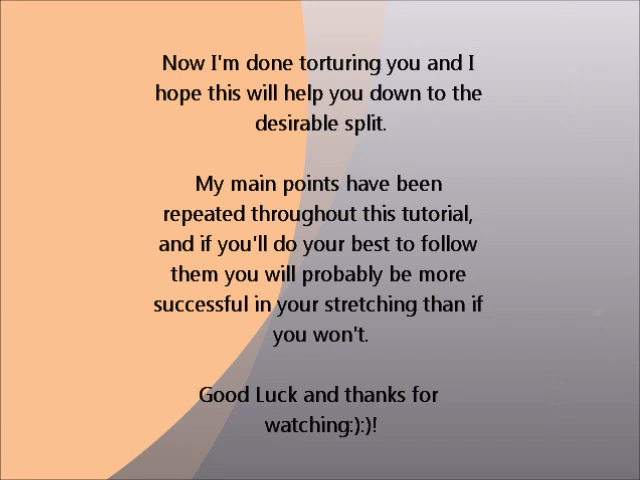 Now I'm done torturing you and I
hope this will help you down to the
desirable split.
My main points have been
repeated throughout this tutorial,
and if you'll do your best to follow
them you will probably be more
successful in your stretching than if
you won't.
Good Luck and thanks for
watching:):)!